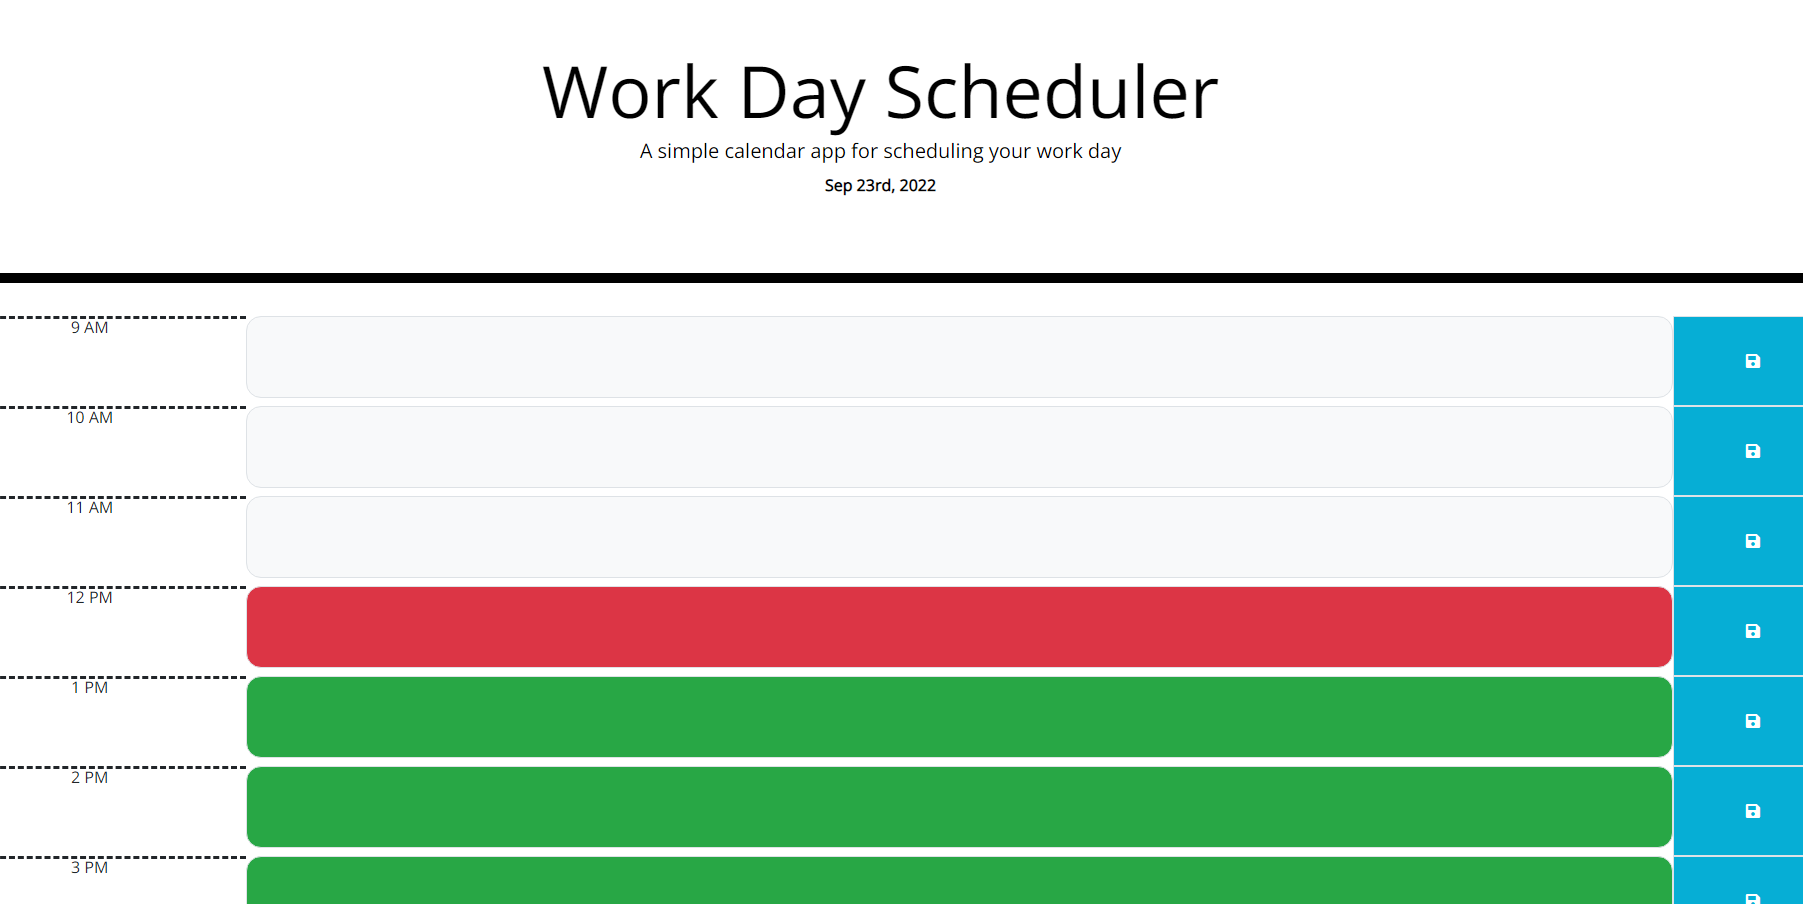 Work Day Scheduler
A simple calendar app for scheduling your work day
Sep 23rd, 2022
9 AM
10 AM
11 AM
12 PM
1 PM
2 PM
3 PM